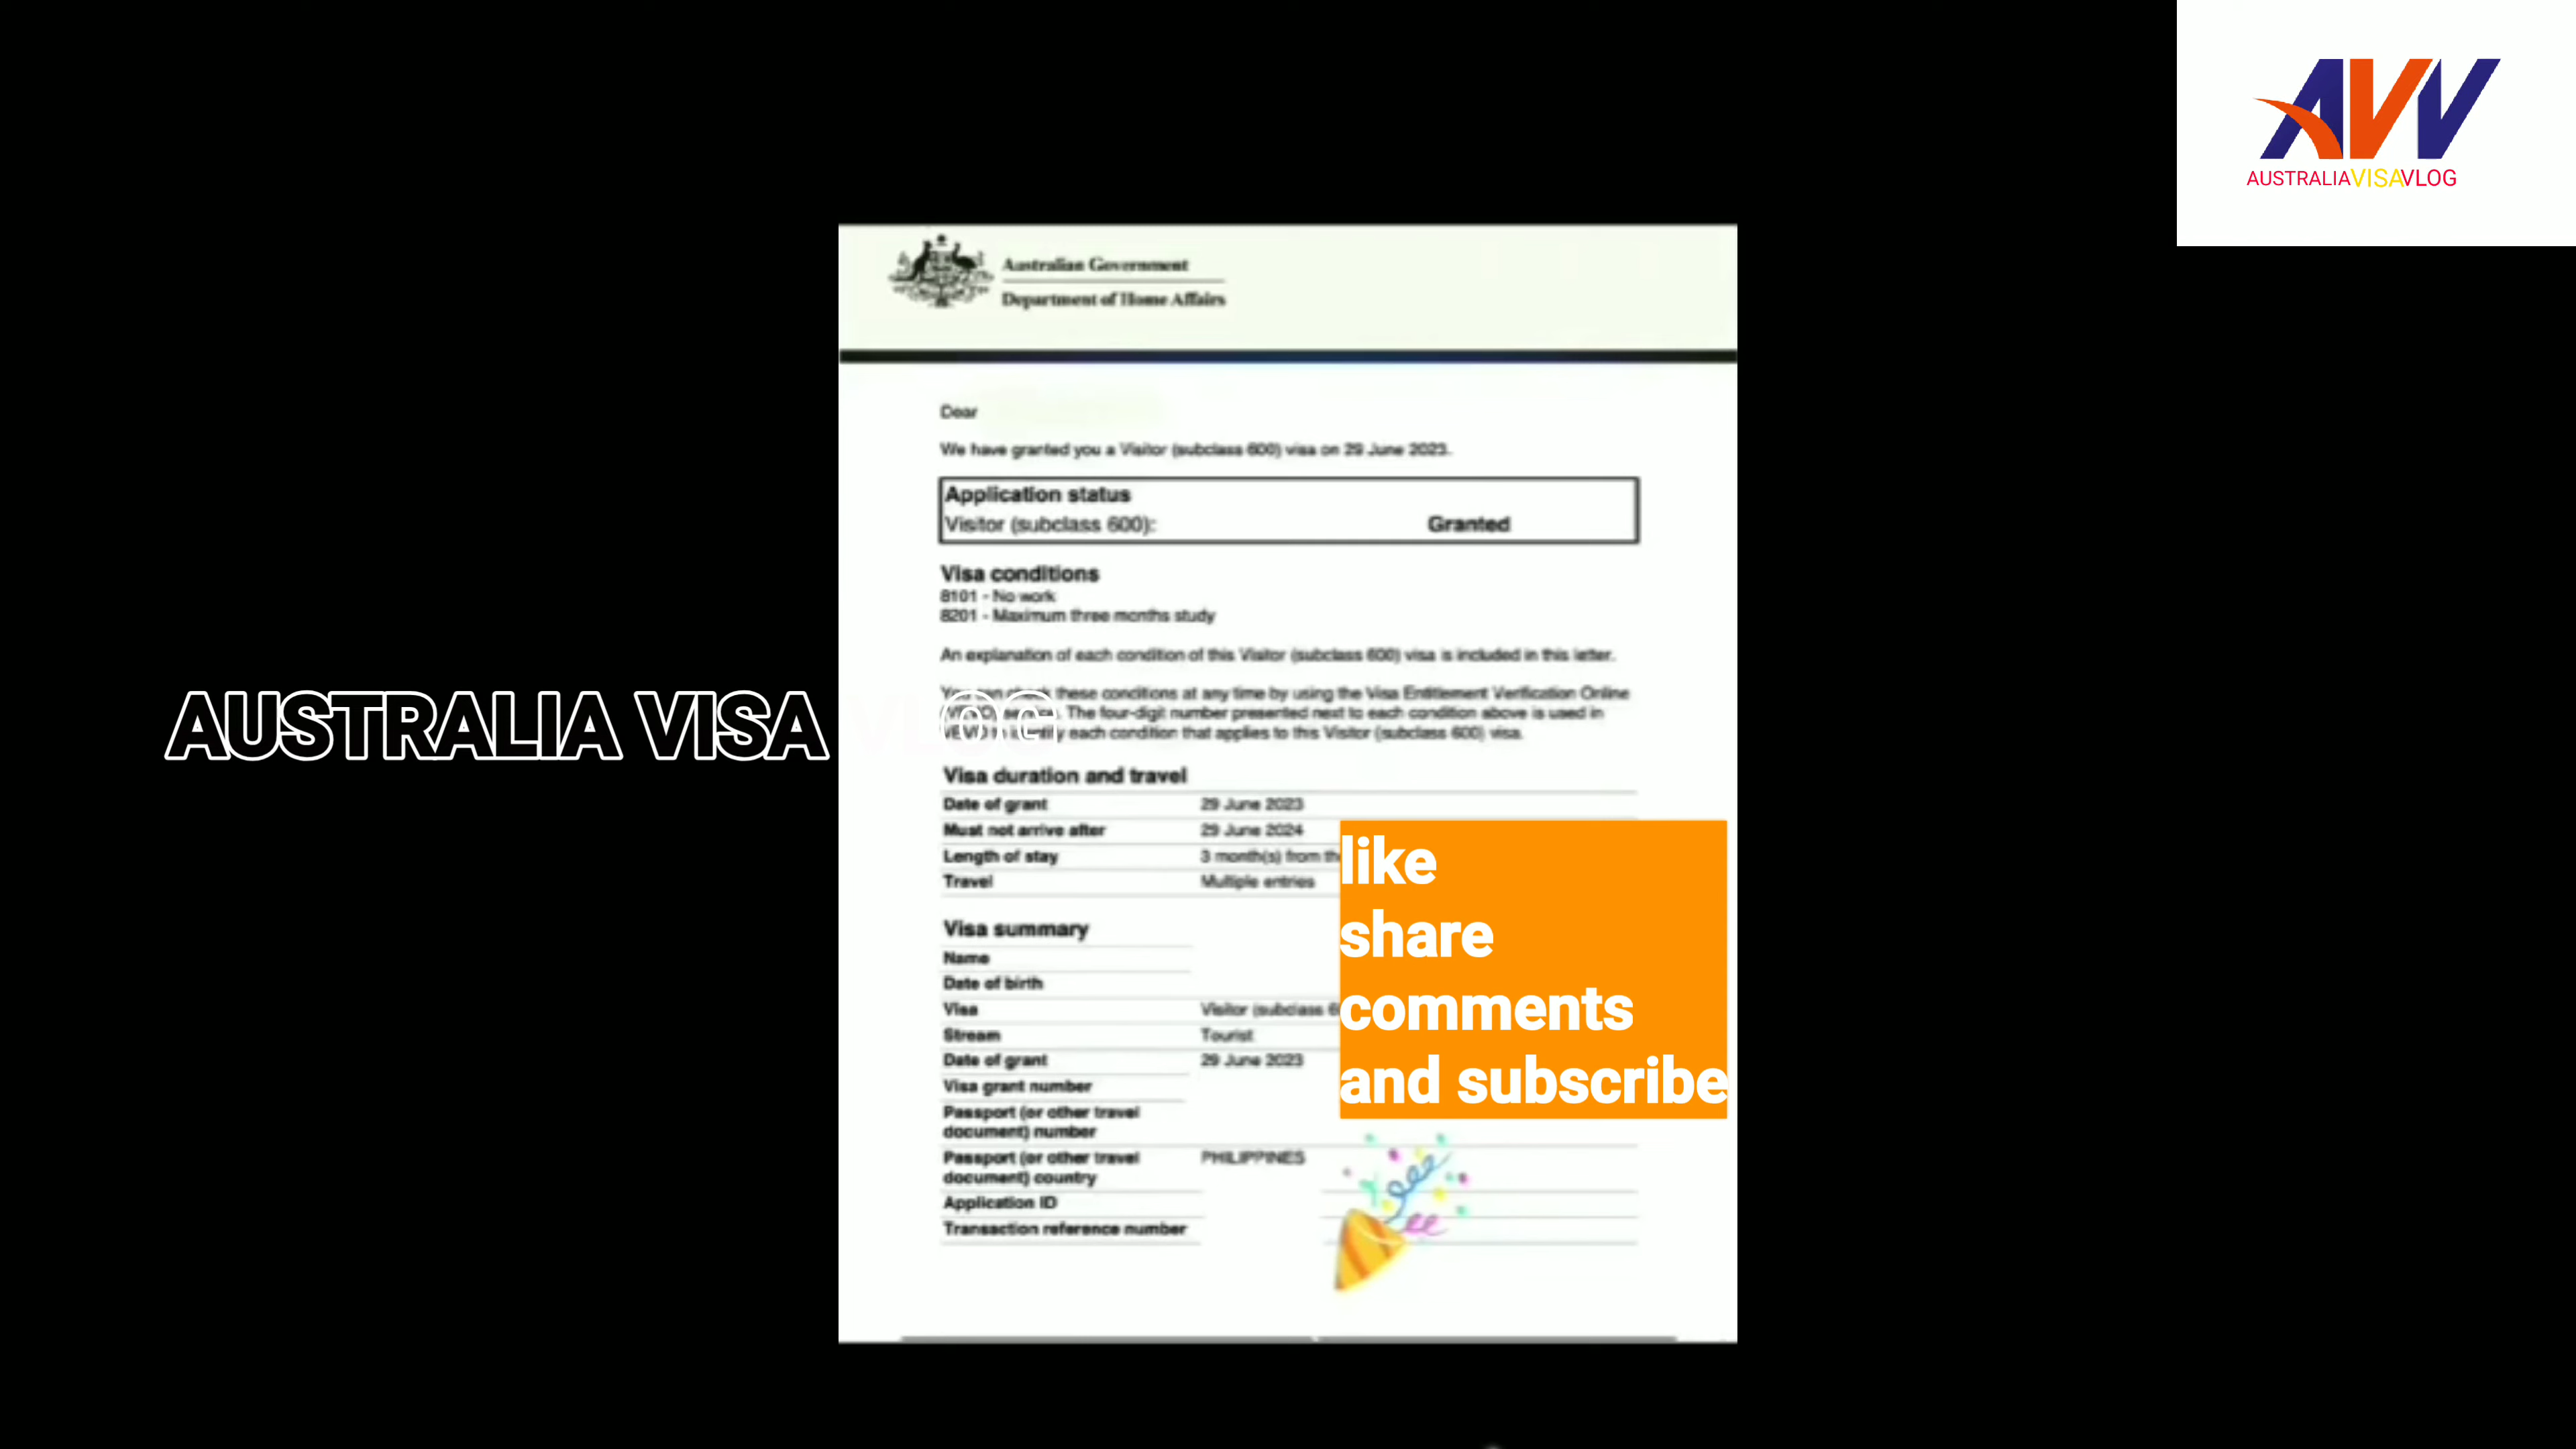 AVV
AUSTRALIAVISAVLOG
Australian Government
Department of Home Affairs
Dear
We have granted you a Visitor (subclass 600) visa on 29 June 2023.
Application status
Visitor (subclass 600): Granted
Visa conditions
8101 - No work
8201 - Maximum three months study
An explanation of each condition of this Visitor (subclass 600) visa is included in this letter.
You can check these conditions at any time by using the Visa Entitlement Verification Online
The four-digit number presented next to each condition above is used in
each condition that applies to this Visitor (subclass 600) visa.
AUSTRALIA VISA VLOG
Visa duration and travel
Date of grant 29 June 2023
Must not arrive after 29 June 2024
Length of stay 3 month(s) from
Travel Multiple entries
like
share
comments
and subscribe
Visa summary
Name
Date of birth
Visa Visitor (subclass
Stream Tourist
Date of grant 29 June 2023
Visa grant number
Passport (or other travel
document) number
Passport (or other travel PHILIPPINES
document) country
Application ID
Transaction reference number